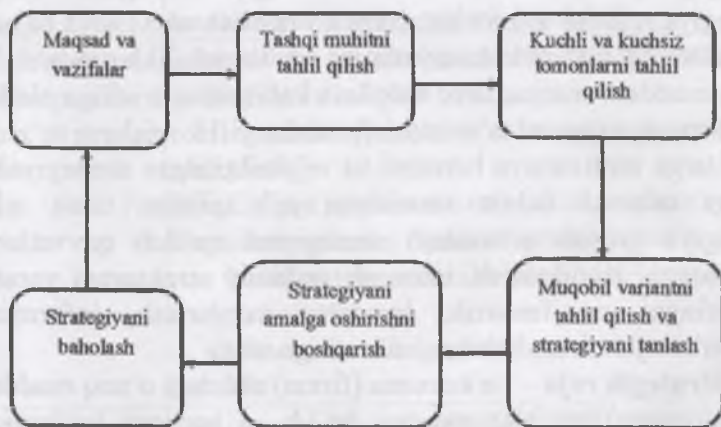 Maqsad va
vazifalar
Tashqi muhitni
tahlil qilish
Kuchli va kuchsiz
tomonlarni tahlil
qilish
Strategiyani
baholash
Strategiyani
amalga oshirishni
boshqarish
Muqobil variantni
tahlil qilish va
strategiyani tanlash